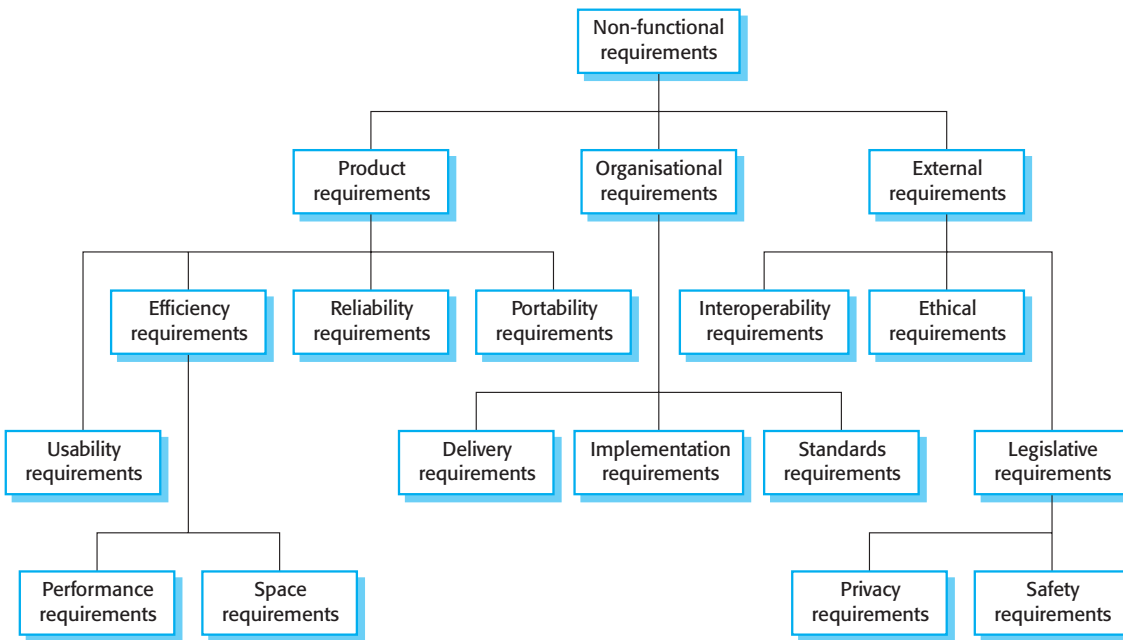 Non-functional
requirements
Product
requirements
Organisational
requirements
External
requirements
Efficiency
requirements
Reliability
requirements
Portability
requirements
Interoperability
requirements
Ethical
requirements
Usability
requirements
Delivery
requirements
Implementation
requirements
Standards
requirements
Legislative
requirements
Performance
requirements
Space
requirements
Privacy
requirements
Safety
requirements